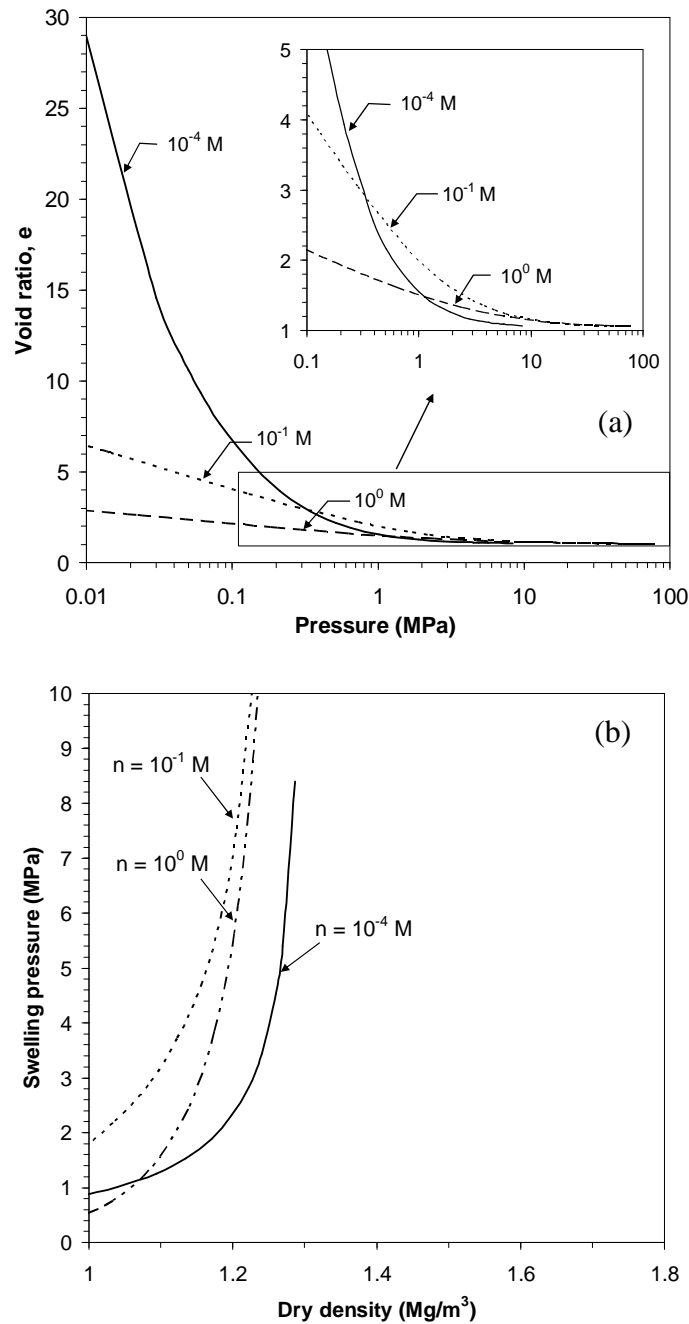 30
25
20
15
10
5
0
Void ratio, e
0.01
0.1
1
10
100
Pressure (MPa)
10⁻⁴ M
10⁻¹ M
10⁰ M
5
4
3
2
1
0.1
1
10
100
10⁻⁴ M
10⁻¹ M
10⁰ M
(a)
10
9
8
7
6
5
4
3
2
1
0
Swelling pressure (MPa)
1
1.2
1.4
1.6
1.8
Dry density (Mg/m³)
n = 10⁻¹ M
n = 10⁰ M
n = 10⁻⁴ M
(b)